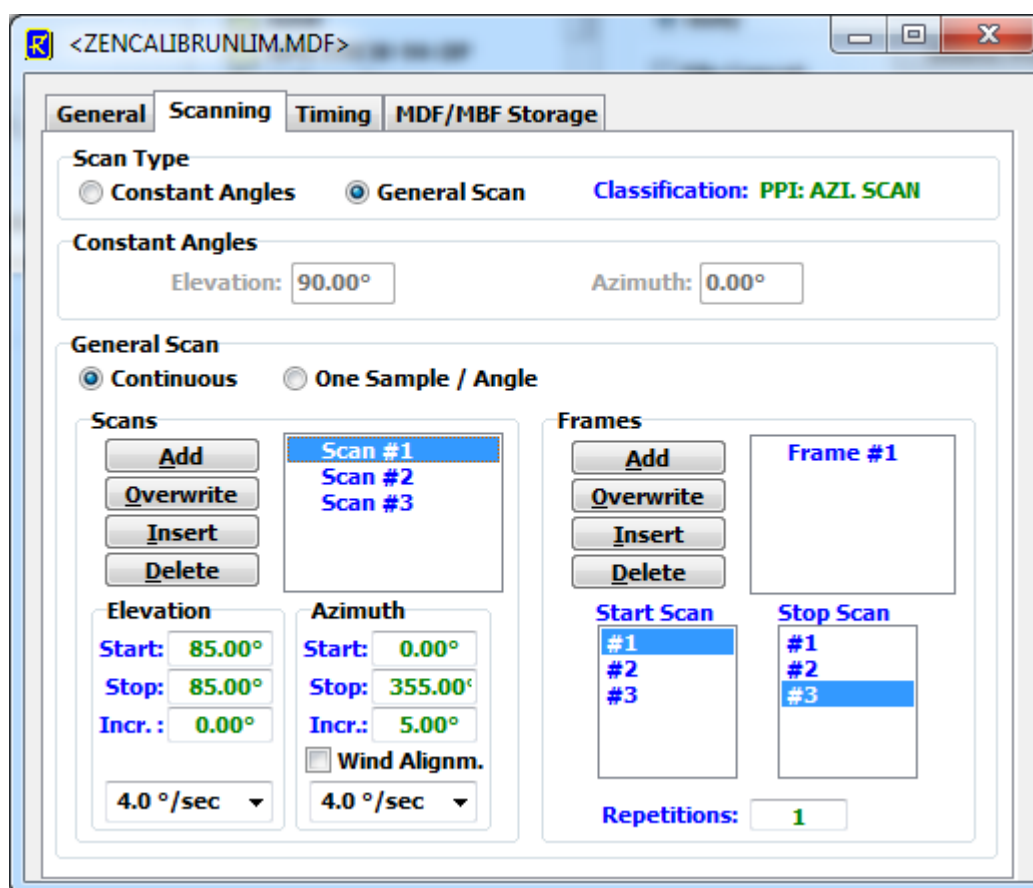 <ZENCALIBRUNLIM.MDF>
General Scanning Timing MDF/MBF Storage
Scan Type
Constant Angles General Scan Classification: PPI: AZI. SCAN
Constant Angles
Elevation: 90.00° Azimuth: 0.00°
General Scan
Continuous One Sample / Angle
Scans
Add
Overwrite
Insert
Delete
Scan #1
Scan #2
Scan #3
Elevation
Start: 85.00°
Stop: 85.00°
Incr. : 0.00°
4.0 °/sec
Azimuth
Start: 0.00°
Stop: 355.00°
Incr.: 5.00°
Wind Alignm.
4.0 °/sec
Frames
Add
Overwrite
Insert
Delete
Frame #1
Start Scan
#1
#2
#3
Stop Scan
#1
#2
#3
Repetitions: 1